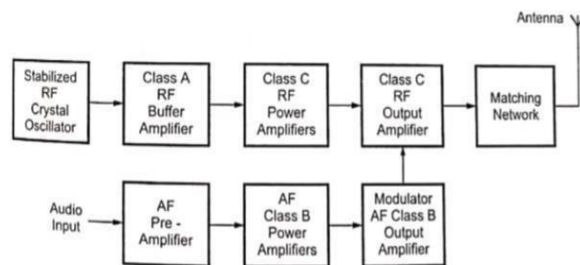 Antenna
Stabilized
RF
Crystal
Oscillator
Class A
RF
Buffer
Amplifier
Class C
RF
Power
Amplifiers
Class C
RF
Output
Amplifier
Matching
Network
Audio
Input
AF
Pre -
Amplifier
AF
Class B
Power
Amplifiers
Modulator
AF Class B
Output
Amplifier